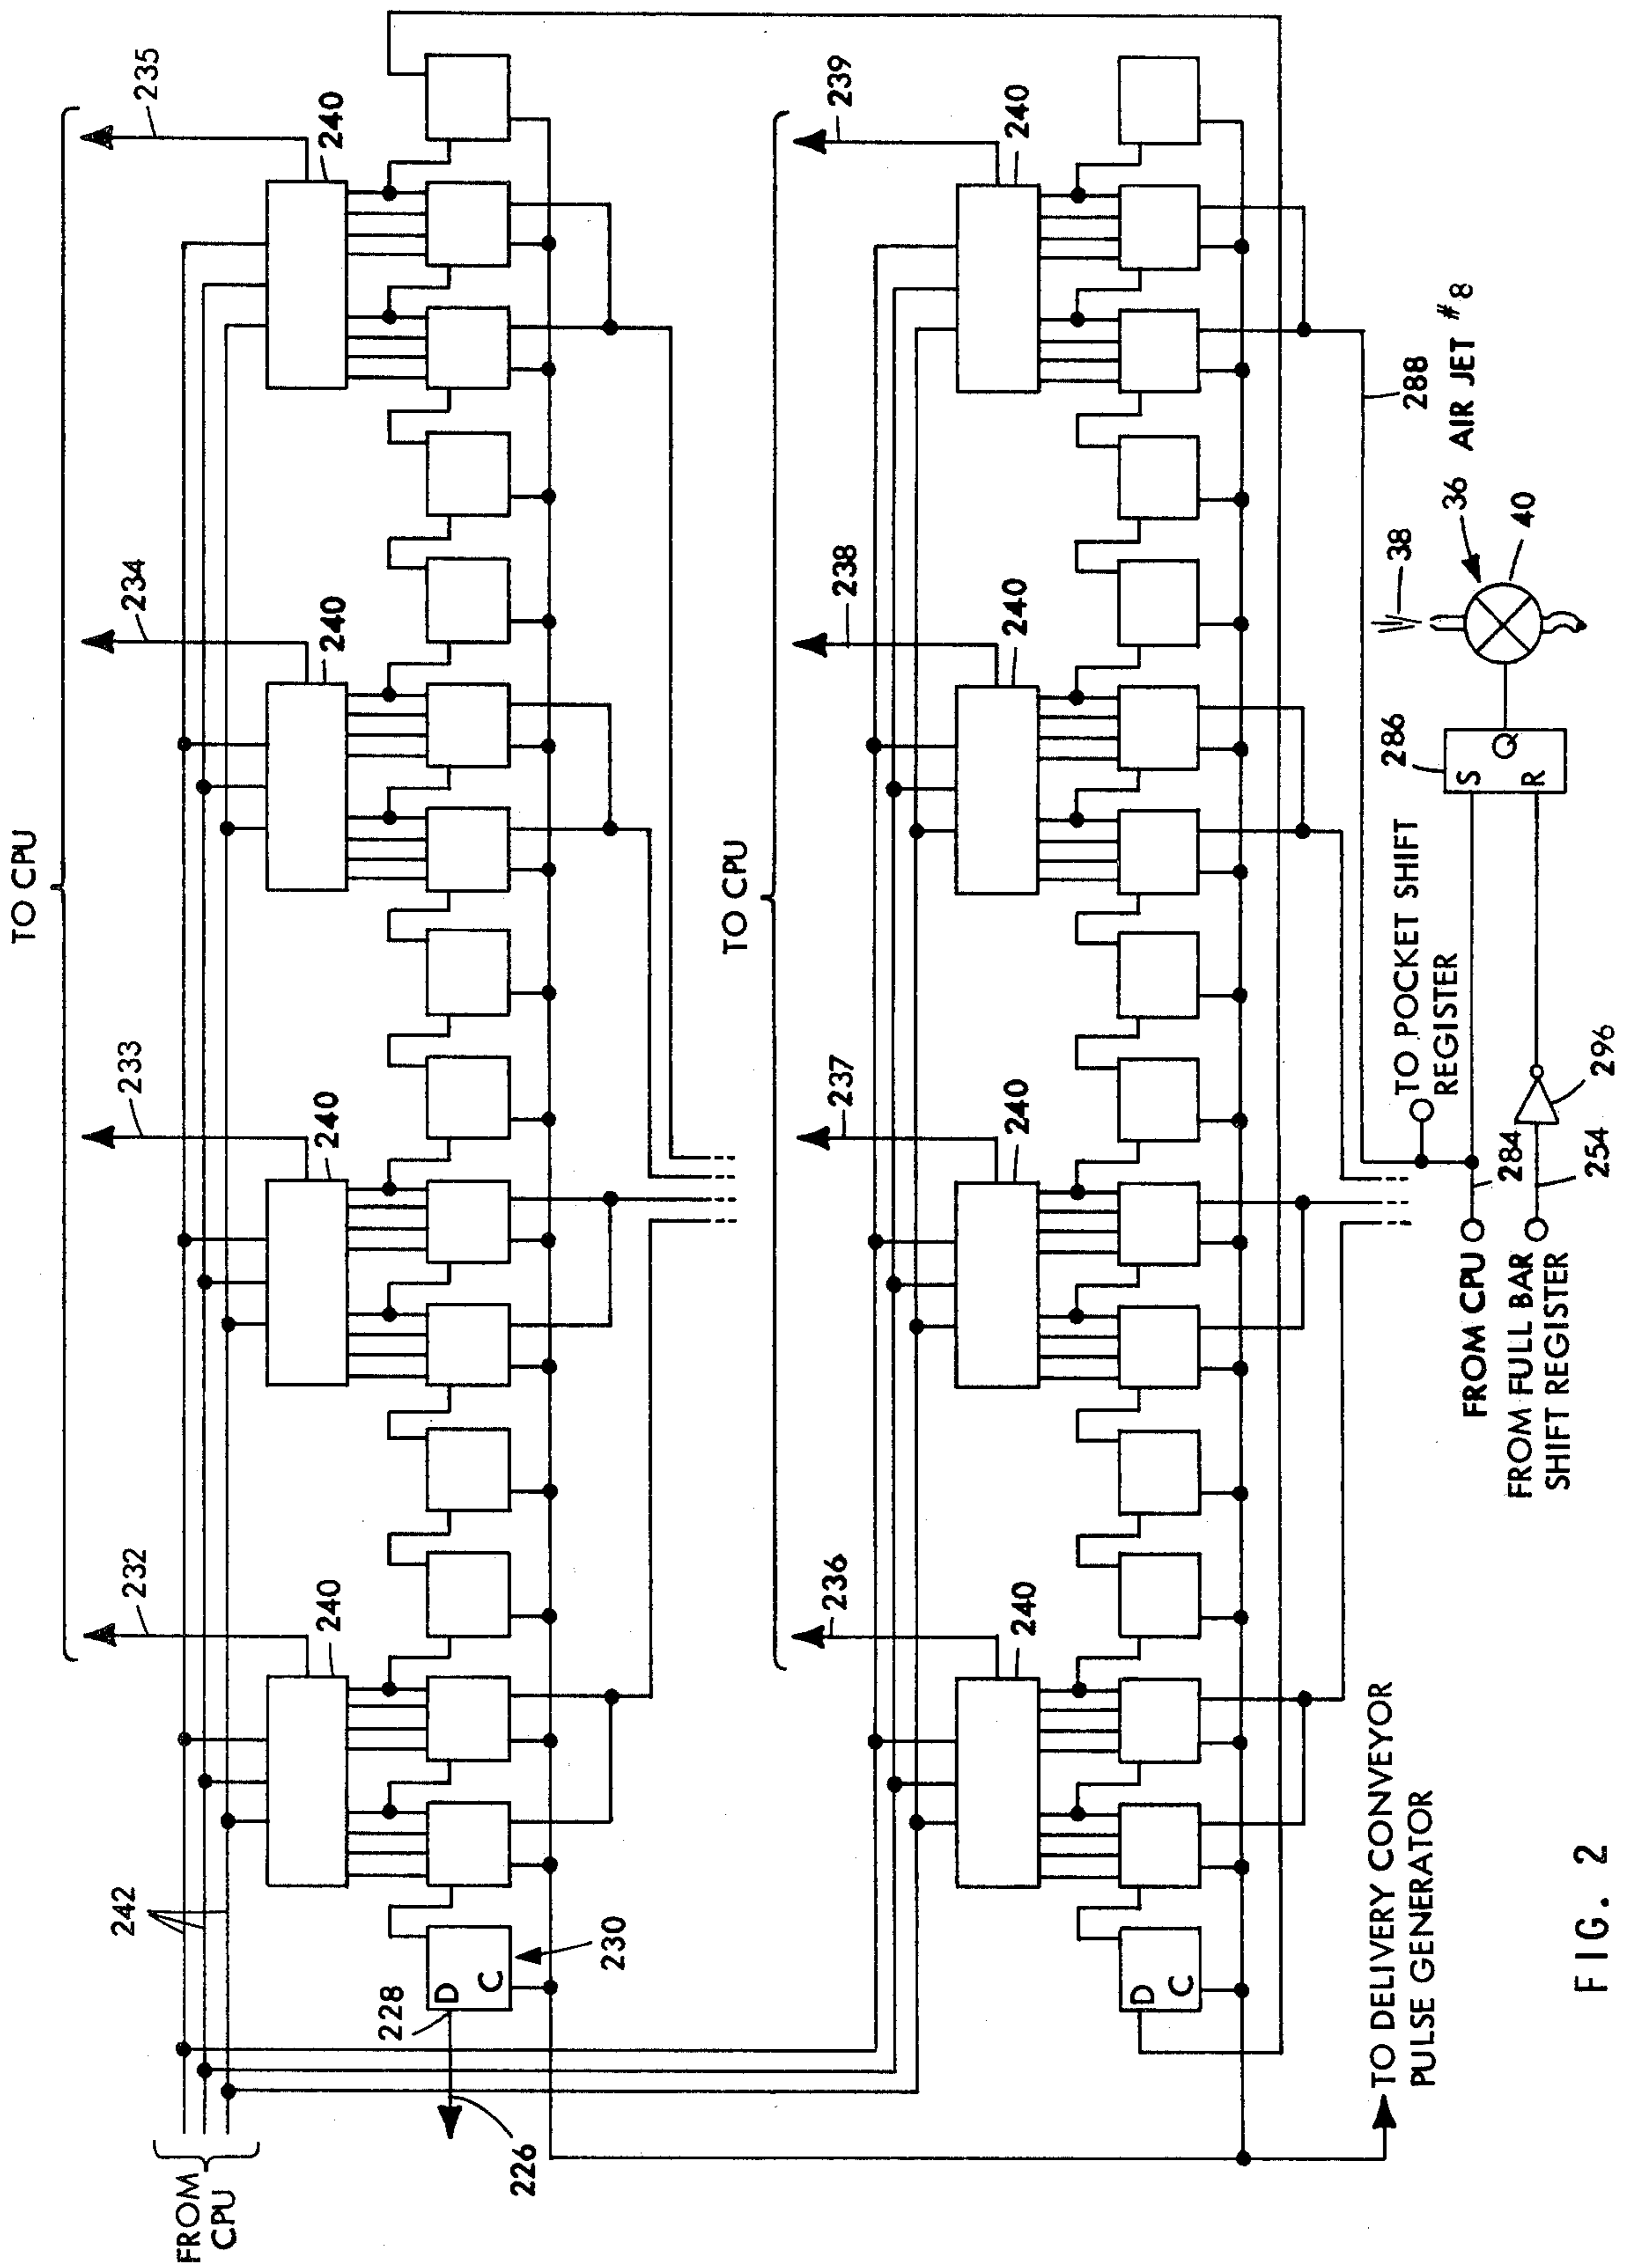 TO CPU
235
234
233
232
240
240
240
240
242
FROM
CPU
D
C
228
230
226
TO CPU
239
238
237
236
240
240
240
240
D
C
288
AIR JET #8
36
38
40
286
S
Q
R
TO POCKET SHIFT
REGISTER
284
296
254
FROM CPU
FROM FULL BAR
SHIFT REGISTER
TO DELIVERY CONVEYOR
PULSE GENERATOR
FIG. 2